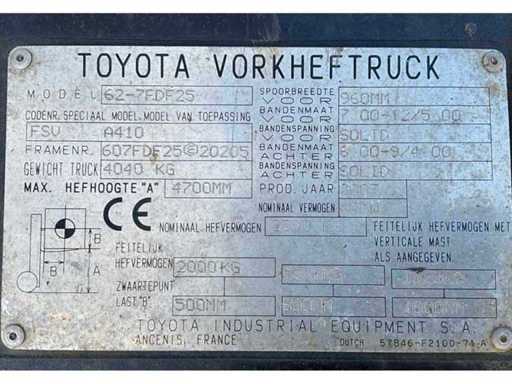 TOYOTA VORKHEFTRUCK
MODEL 62-7FDF25 SPOORBREEDTE VOOR 960MM
CODENR. SPECIAAL MODEL. MODEL VAN TOEPASSING BANDENMAAT VOOR 7.00-12/5.00
FSV A410 BANDENSPANNING VOOR SOLID
FRAMENR. 607FDF25©20205 BANDENMAAT ACHTER 6.00-9/4.00
GEWICHT TRUCK 4040 KG BANDENSPANNING ACHTER SOLID
MAX. HEFHOOGTE "A" 4700MM PROD. JAAR
NOMINAAL VERMOGEN
CE NOMINAAL HEFVERMOGEN FEITELIJK HEFVERMOGEN MET
VERTICALE MAST
ALS AANGEGEVEN
FEITELIJK
HEFVERMOGEN 2000KG
ZWAARTEPUNT
LAST "B" 500MM
B
B A
TOYOTA INDUSTRIAL EQUIPMENT S.A.
ANCENIS, FRANCE DUTCH 57846-F2100-71-A